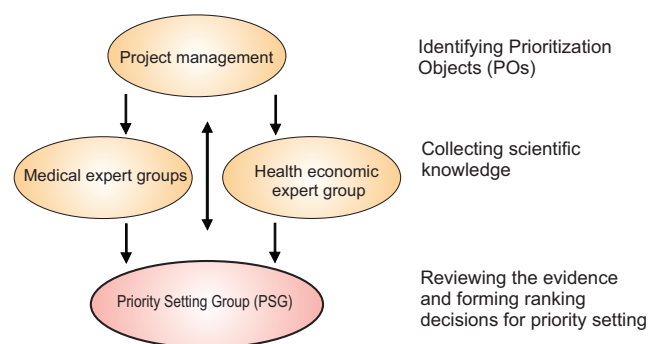 Project management
Identifying Prioritization
Objects (POs)
Medical expert groups
Health economic
expert group
Collecting scientific
knowledge
Priority Setting Group (PSG)
Reviewing the evidence
and forming ranking
decisions for priority setting